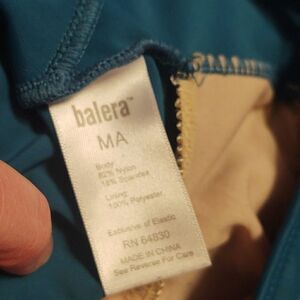 balera™
MA
Body:
82% Nylon
18% Spandex
Lining:
100% Polyester
Exclusive of Elastic
RN 64830
MADE IN CHINA
See Reverse For Care